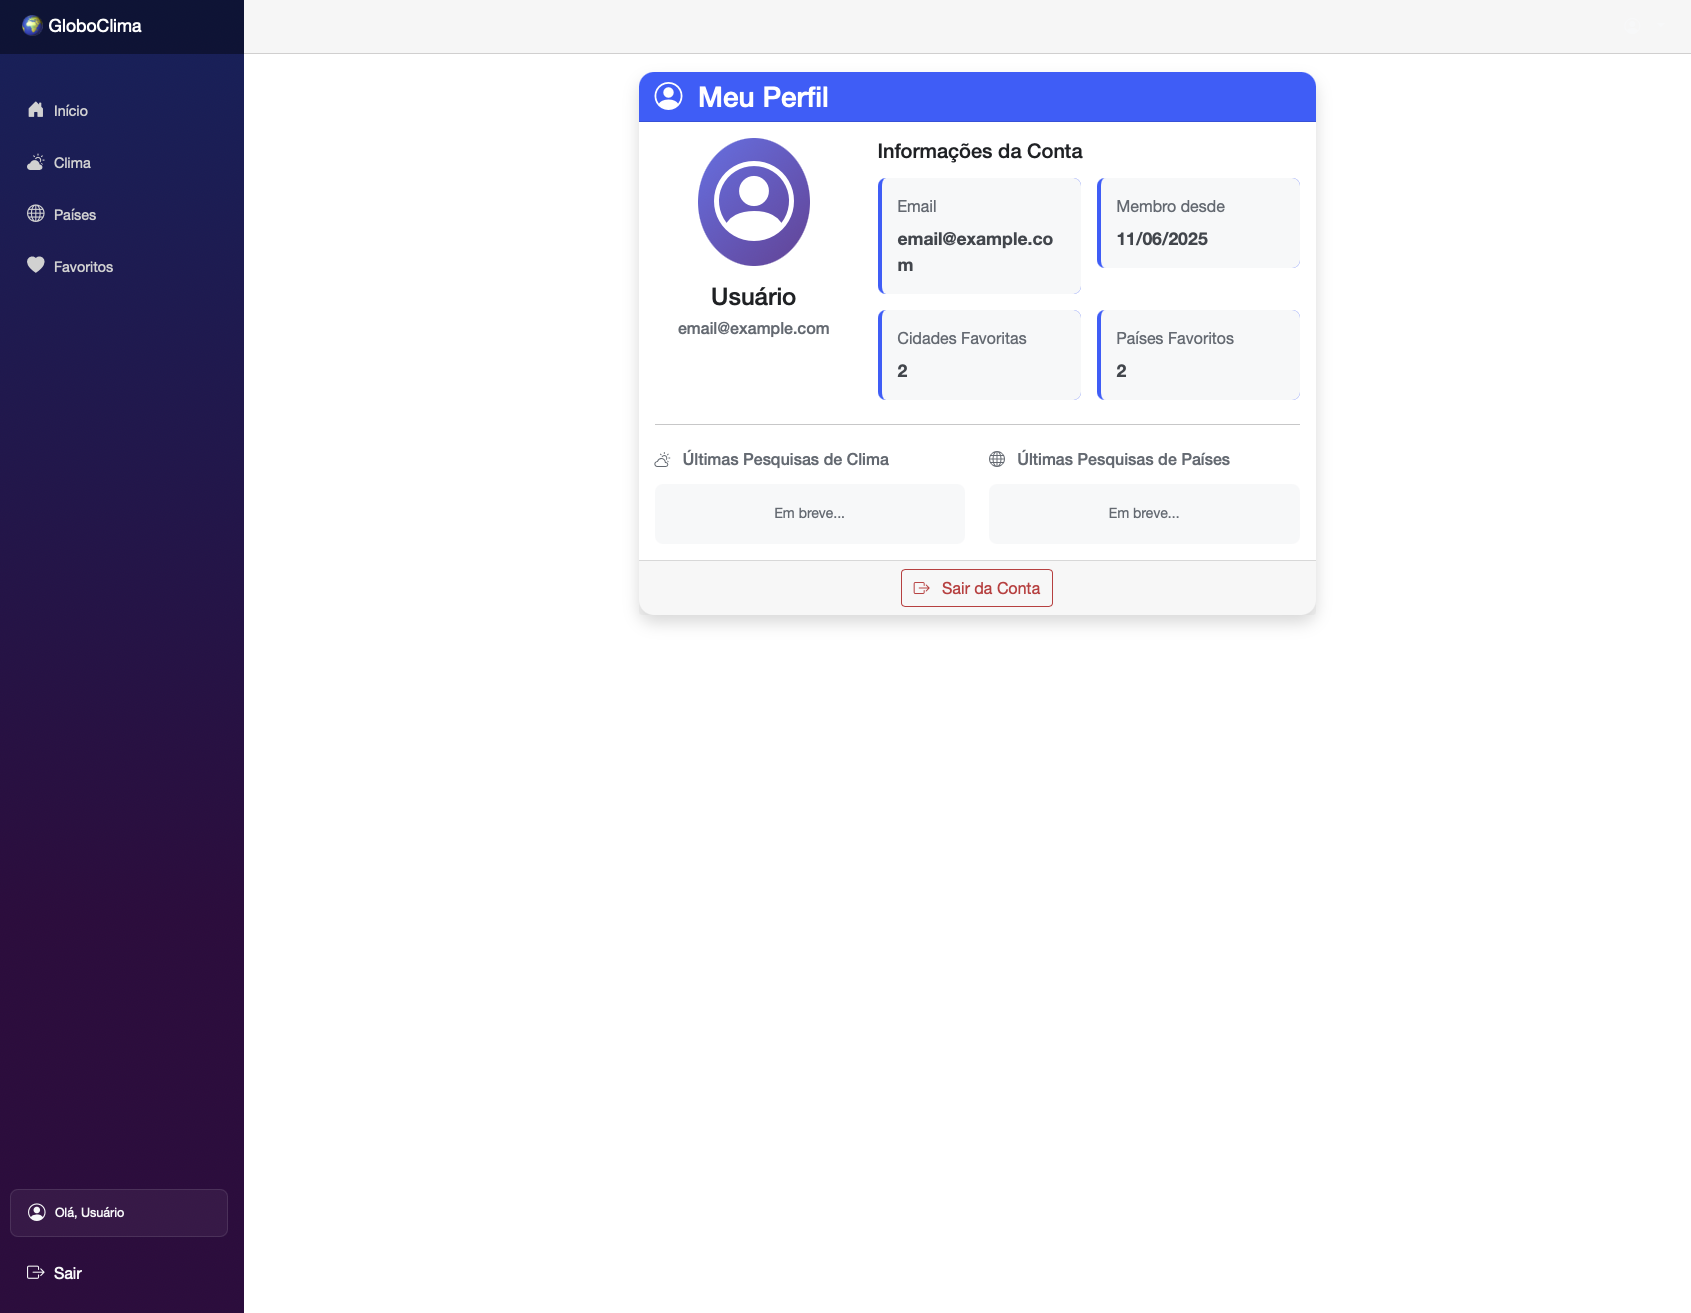 GloboClima
Início
Clima
Países
Favoritos
Olá, Usuário
Sair
Meu Perfil
Usuário
email@example.com
Informações da Conta
Email
email@example.co
m
Membro desde
11/06/2025
Cidades Favoritas
2
Países Favoritos
2
Últimas Pesquisas de Clima
Em breve...
Últimas Pesquisas de Países
Em breve...
Sair da Conta